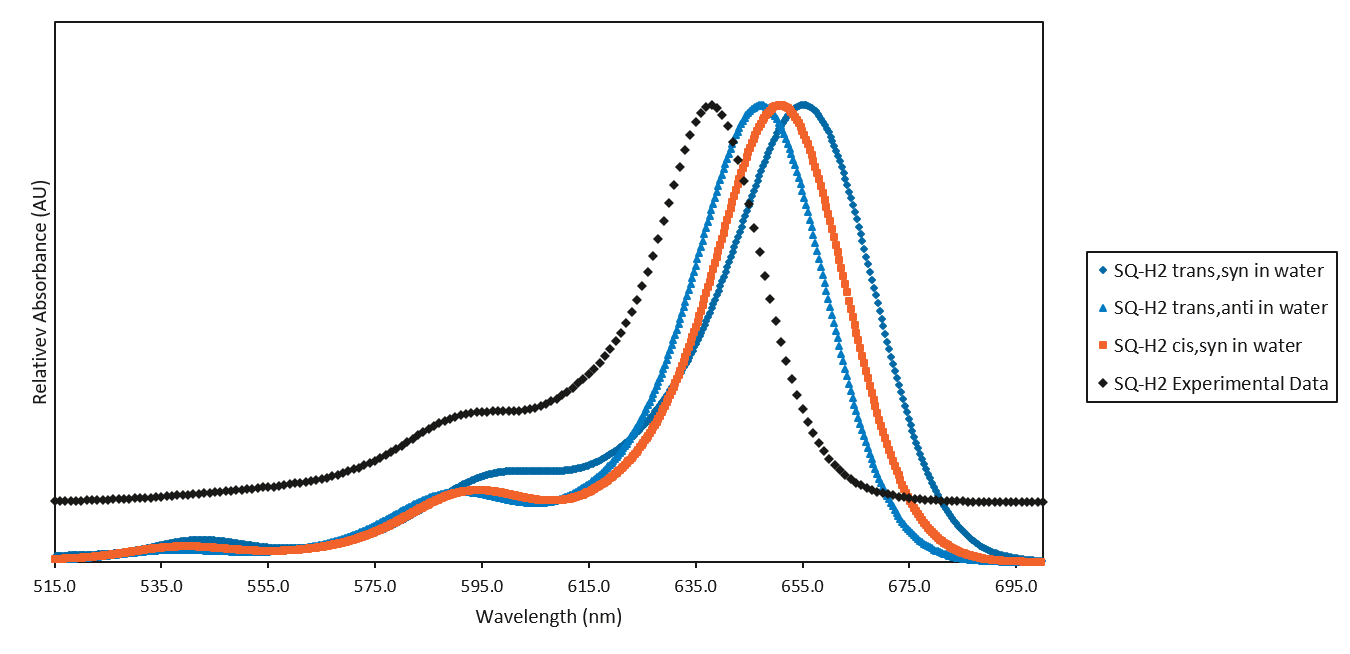 Relativev Absorbance (AU)
515.0 535.0 555.0 575.0 595.0 615.0 635.0 655.0 675.0 695.0
Wavelength (nm)
SQ-H2 trans,syn in water
SQ-H2 trans,anti in water
SQ-H2 cis,syn in water
SQ-H2 Experimental Data